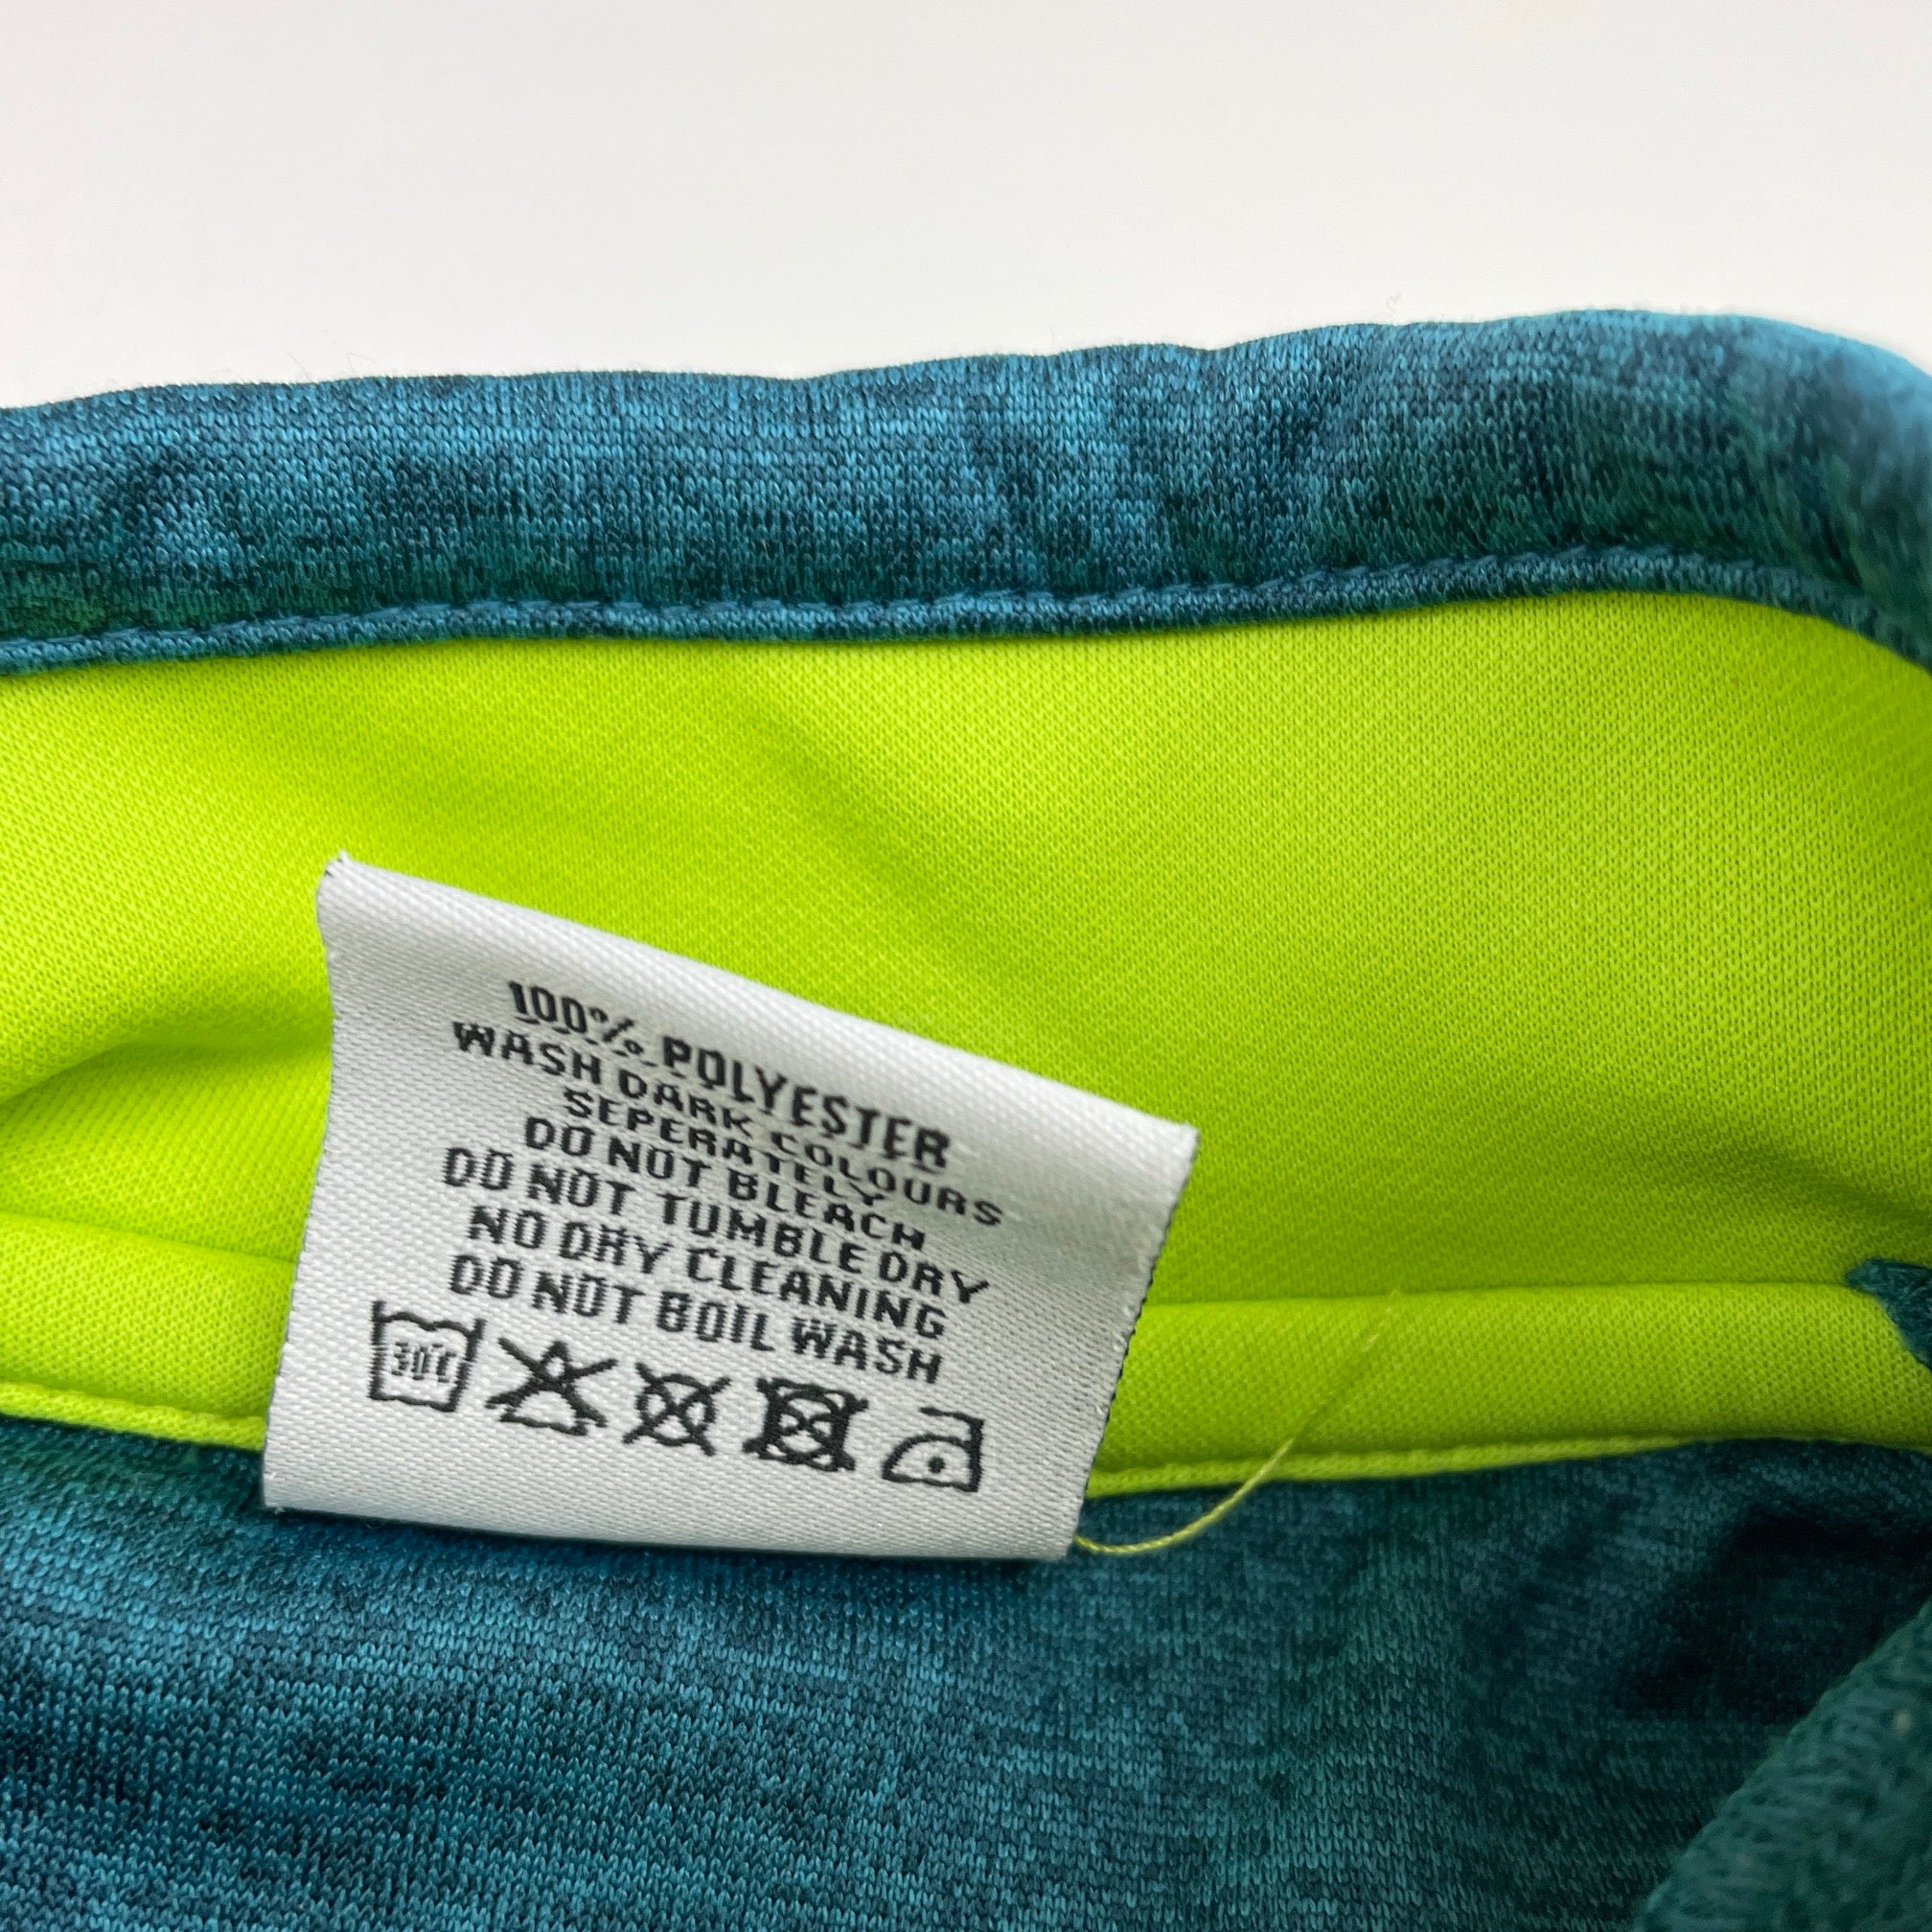 100% POLYESTER
WASH DARK COLOURS
SEPERATELY
DO NOT BLEACH
DO NOT TUMBLE DRY
NO DRY CLEANING
DO NOT BOIL WASH
30°C